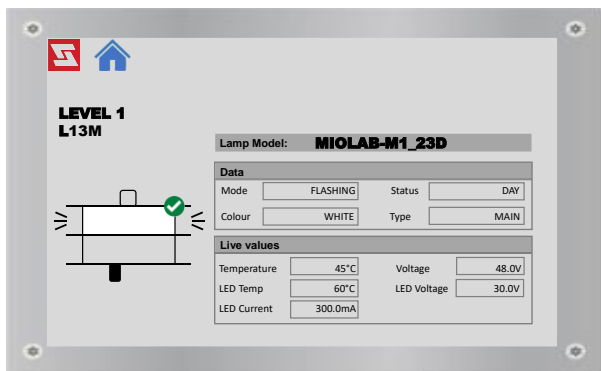 LEVEL 1
L13M
Lamp Model: MIOLAB-M1_23D
Data
Mode FLASHING Status DAY
Colour WHITE Type MAIN
Live values
Temperature 45°C Voltage 48.0V
LED Temp 60°C LED Voltage 30.0V
LED Current 300.0mA